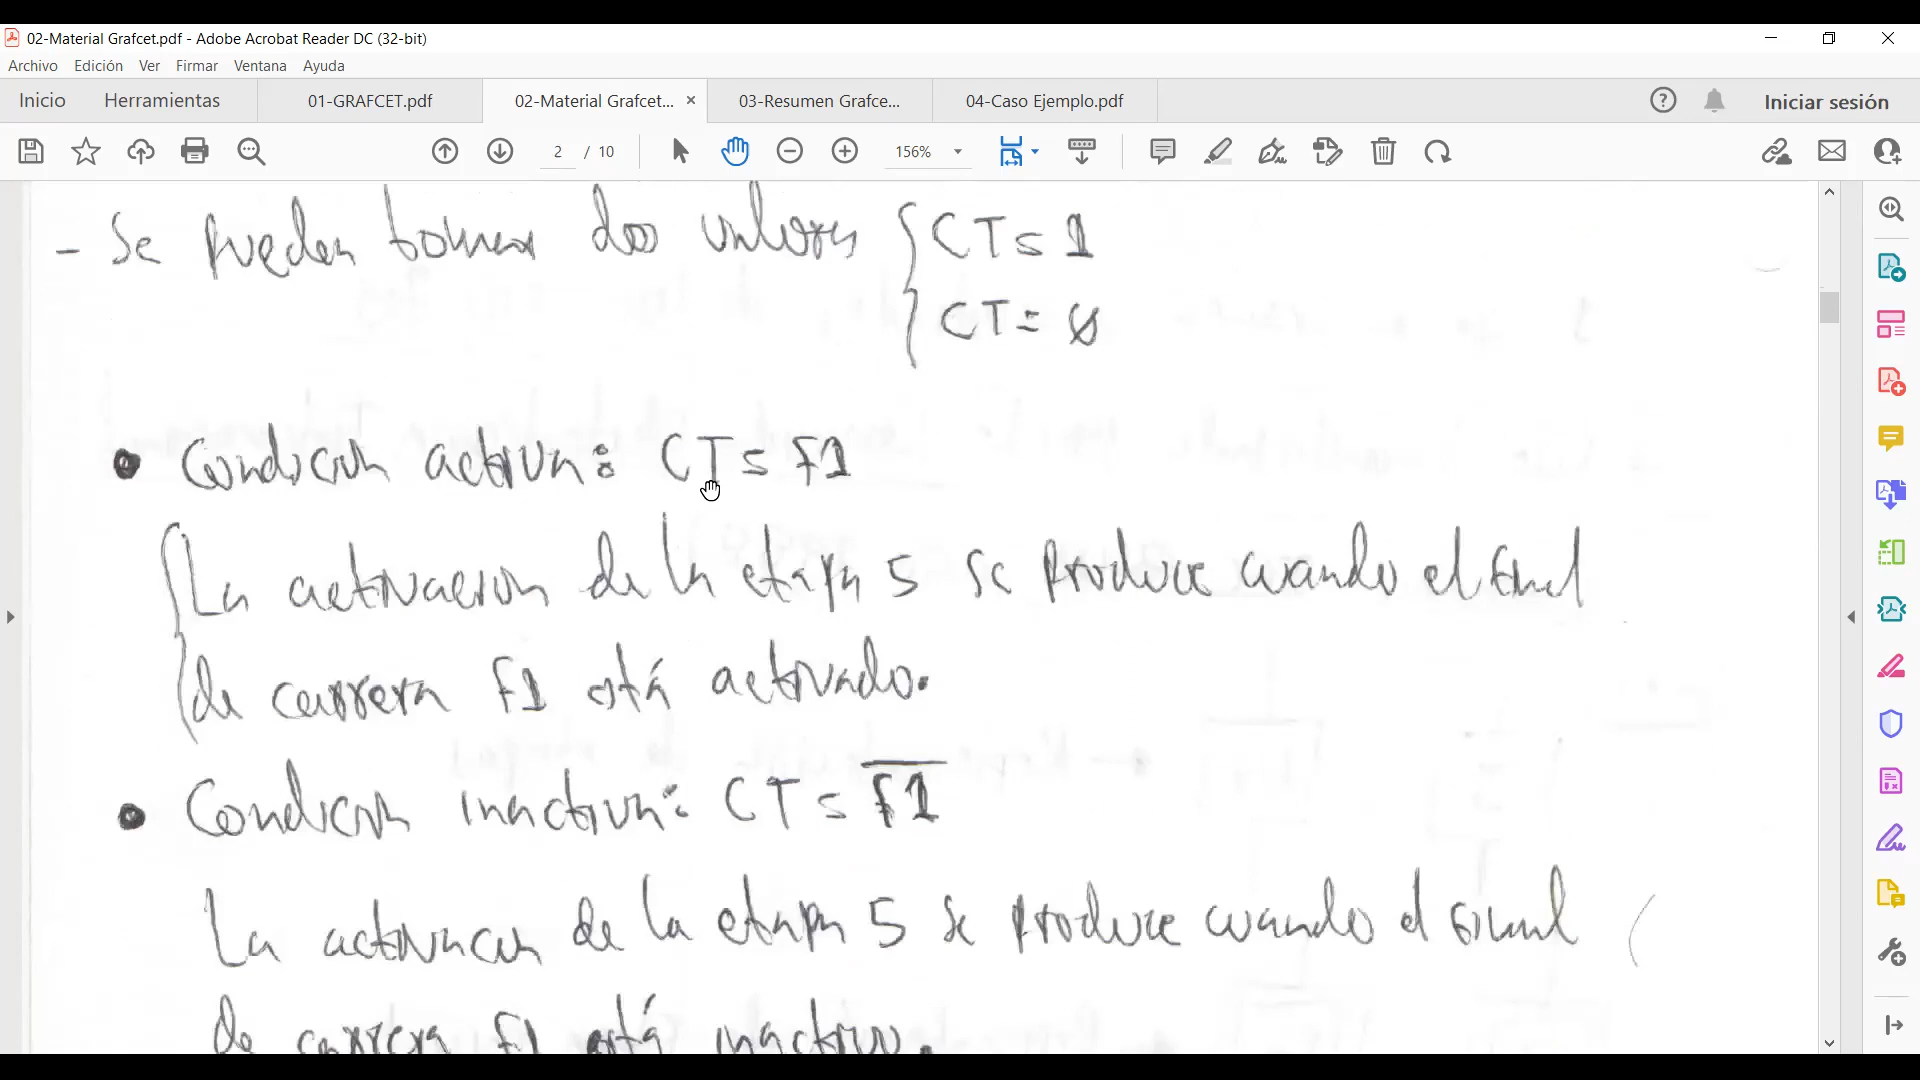 02-Material Grafcet.pdf - Adobe Acrobat Reader DC (32-bit)
Archivo Edición Ver Firmar Ventana Ayuda
Inicio Herramientas 01-GRAFCET.pdf 02-Material Grafcet... × 03-Resumen Grafce... 04-Caso Ejemplo.pdf Iniciar sesión
2 / 10 156%
- Se pueden tomar dos valores { CT = 1
CT = 0
• Condicion activa: CT = F1
La activacion de la etapa 5 se produce cuando el final
de carrera F1 está activado.
• Condicion inactiva: CT = F1̅
La activacion de la etapa 5 se produce cuando el final
de carrera F1 está inactivo.